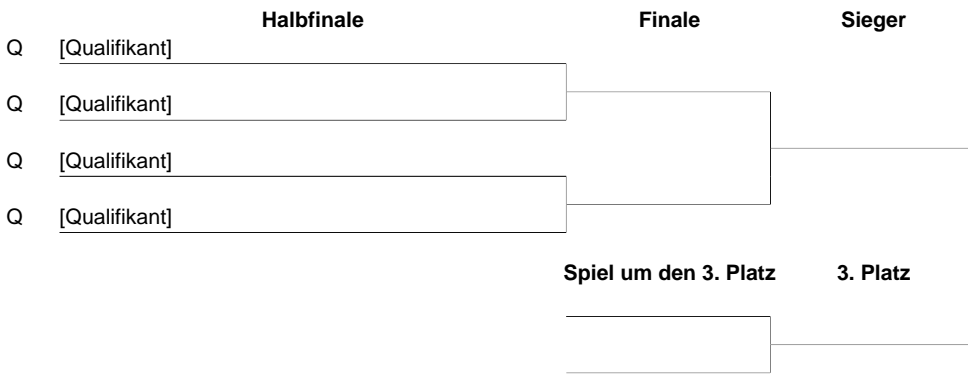 Halbfinale Finale Sieger
Q [Qualifikant]
Q [Qualifikant]
Q [Qualifikant]
Q [Qualifikant]
Spiel um den 3. Platz 3. Platz